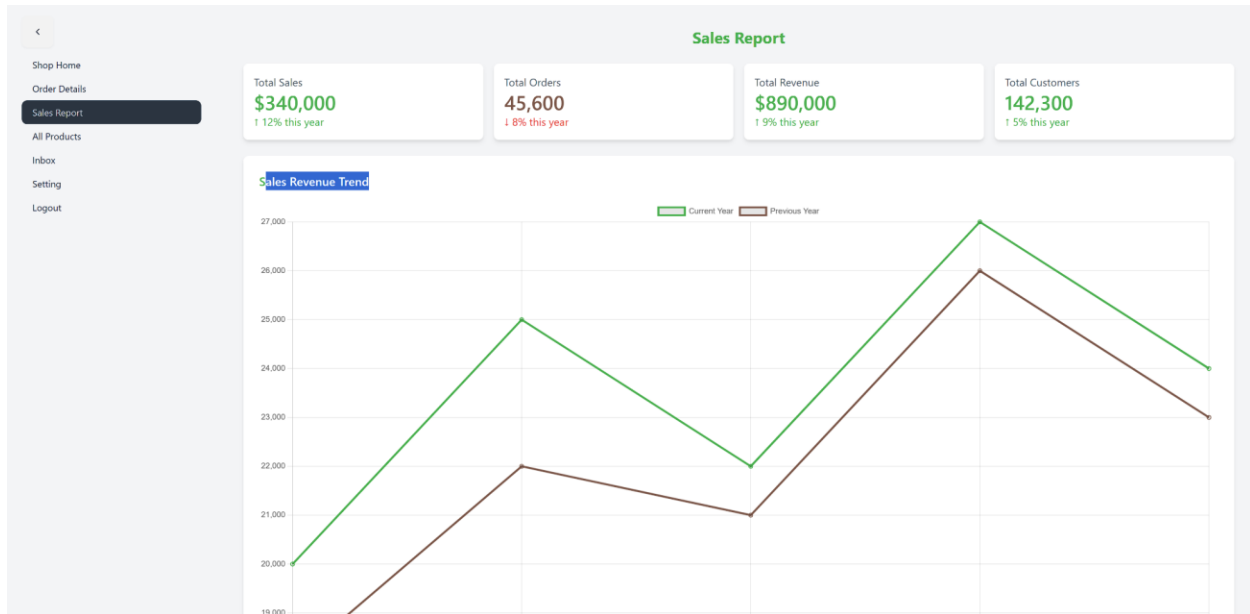 Sales Report
Shop Home
Order Details
Sales Report
All Products
Inbox
Setting
Logout
Total Sales
$340,000
↑ 12% this year
Total Orders
45,600
↓ 8% this year
Total Revenue
$890,000
↑ 9% this year
Total Customers
142,300
↑ 5% this year
Sales Revenue Trend
Current Year
Previous Year
27,000
26,000
25,000
24,000
23,000
22,000
21,000
20,000
19,000